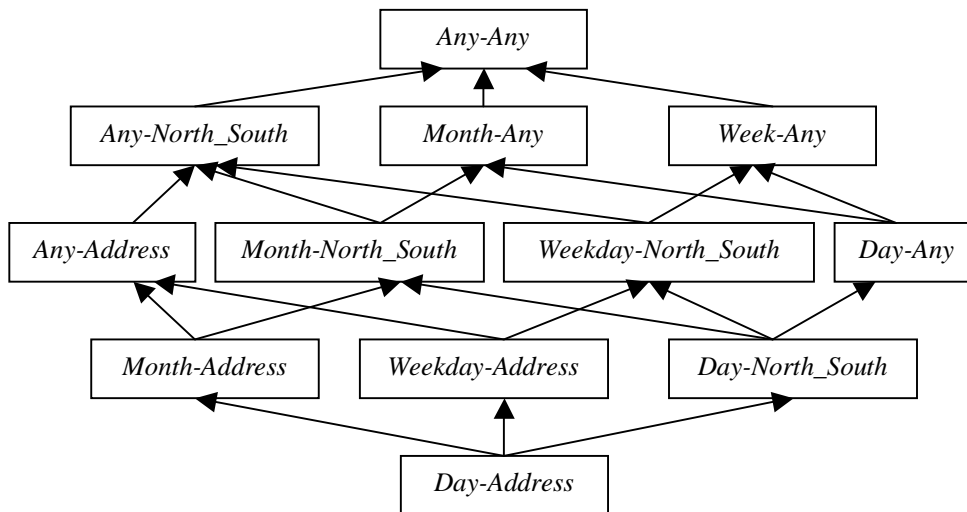 Any-Any
Any-North_South
Month-Any
Week-Any
Any-Address
Month-North_South
Weekday-North_South
Day-Any
Month-Address
Weekday-Address
Day-North_South
Day-Address